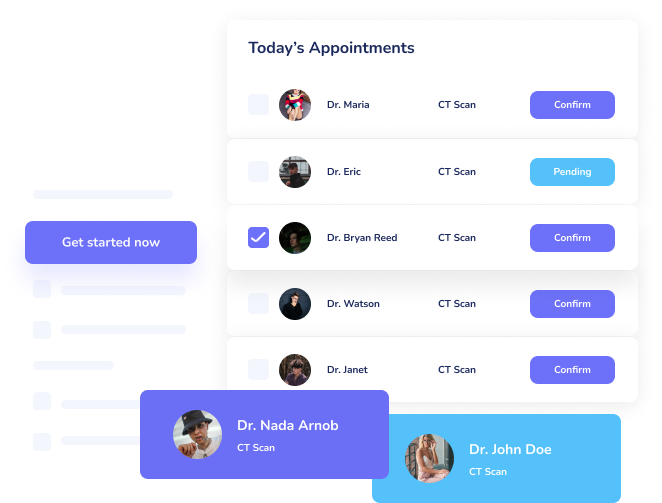 Today’s Appointments
Dr. Maria CT Scan Confirm
Dr. Eric CT Scan Pending
Get started now
Dr. Bryan Reed CT Scan Confirm
Dr. Watson CT Scan Confirm
Dr. Janet CT Scan Confirm
Dr. Nada Arnob
CT Scan
Dr. John Doe
CT Scan